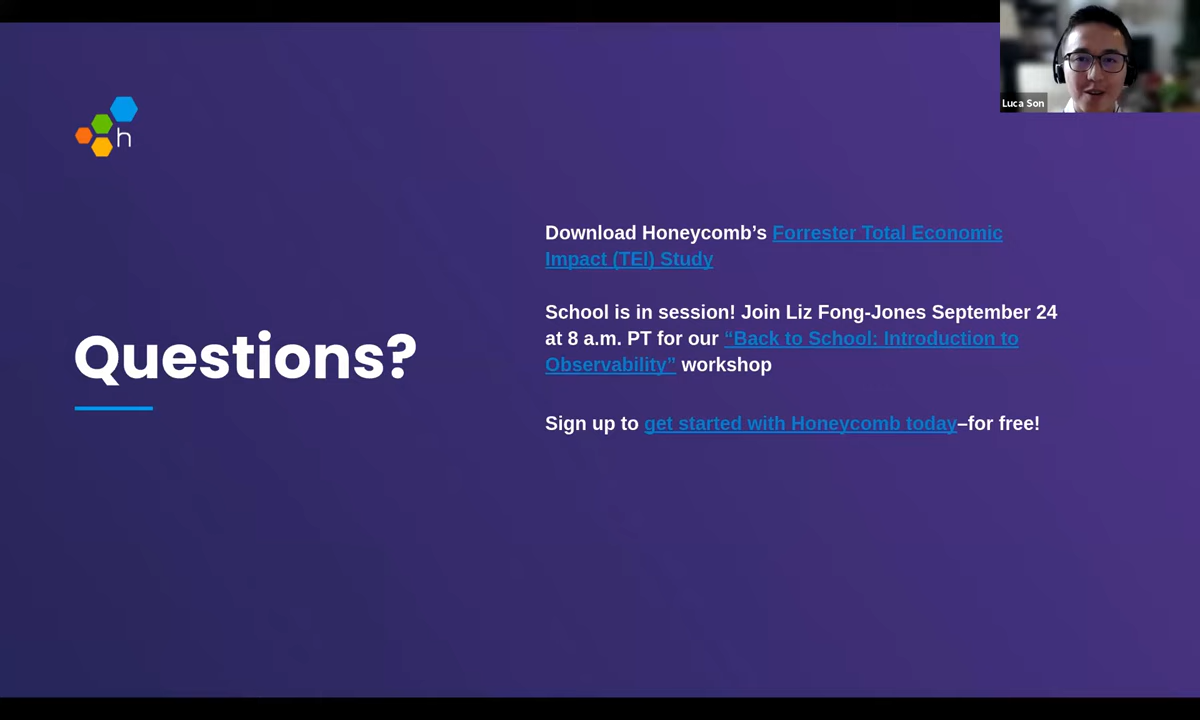 Luca Son
h
Download Honeycomb’s Forrester Total Economic
Impact (TEI) Study
School is in session! Join Liz Fong-Jones September 24
at 8 a.m. PT for our “Back to School: Introduction to
Observability” workshop
Questions?
Sign up to get started with Honeycomb today–for free!